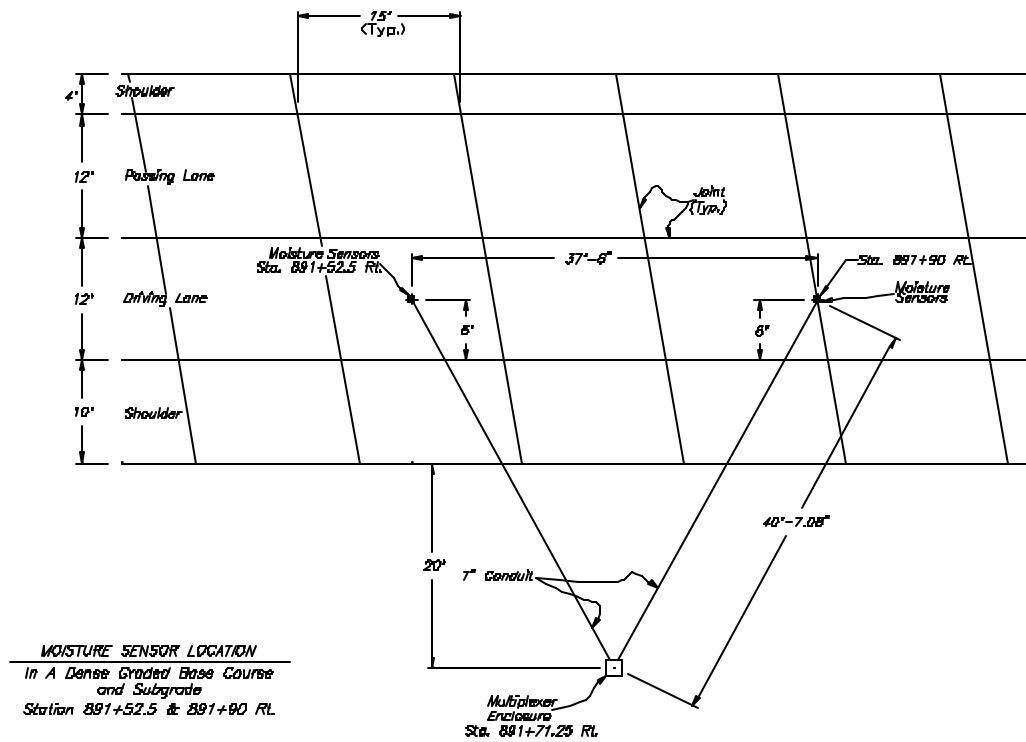 15'
(Typ.)
4'
Shoulder
12'
Passing Lane
Joint
(Typ.)
Moisture Sensors
Sta. 891+52.5 Rt.
37'-6"
Sta. 891+90 Rt.
Moisture
Sensors
12'
Driving Lane
6'
6'
10'
Shoulder
40'-7.08"
20'
1" Conduit
MOISTURE SENSOR LOCATION
In A Dense Graded Base Course
and Subgrade
Station 891+52.5 & 891+90 Rt.
Multiplexer
Enclosure
Sta. 891+71.25 Rt.